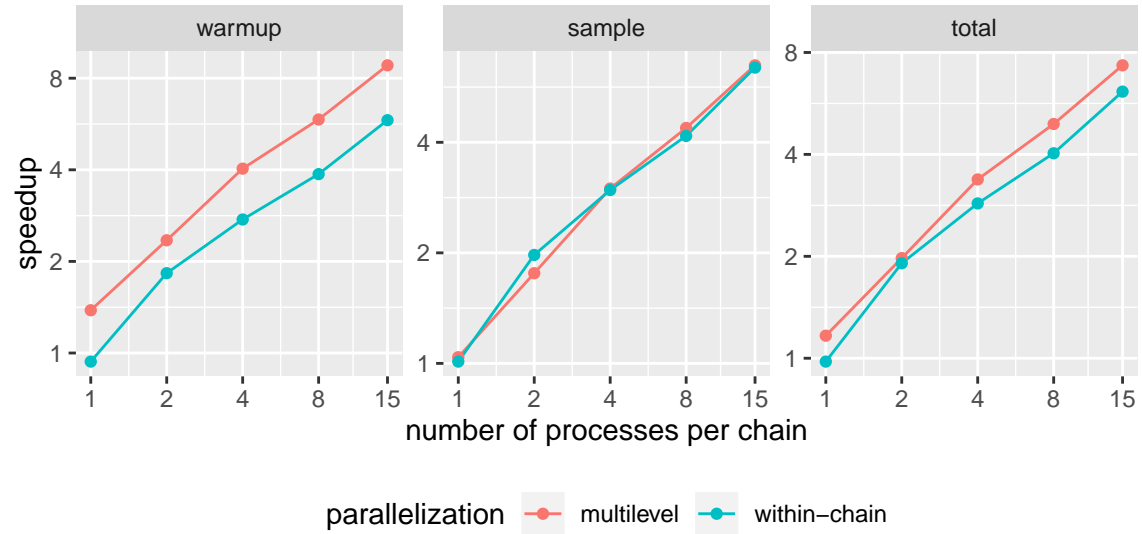 warmup sample total
speedup
8
4
2
1
4
2
1
8
4
2
1
1 2 4 8 15
1 2 4 8 15
1 2 4 8 15
number of processes per chain
parallelization multilevel within−chain